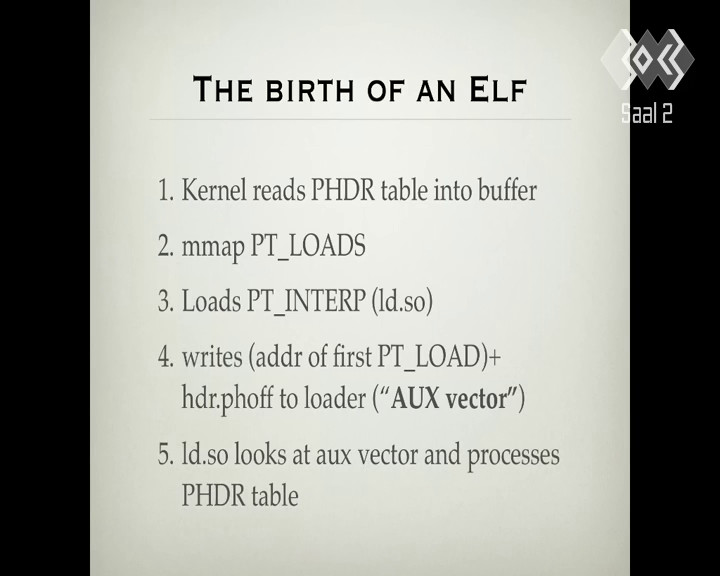 The birth of an Elf
Saal 2
1. Kernel reads PHDR table into buffer
2. mmap PT_LOADS
3. Loads PT_INTERP (ld.so)
4. writes (addr of first PT_LOAD)+
hdr.phoff to loader (“AUX vector”)
5. ld.so looks at aux vector and processes
PHDR table